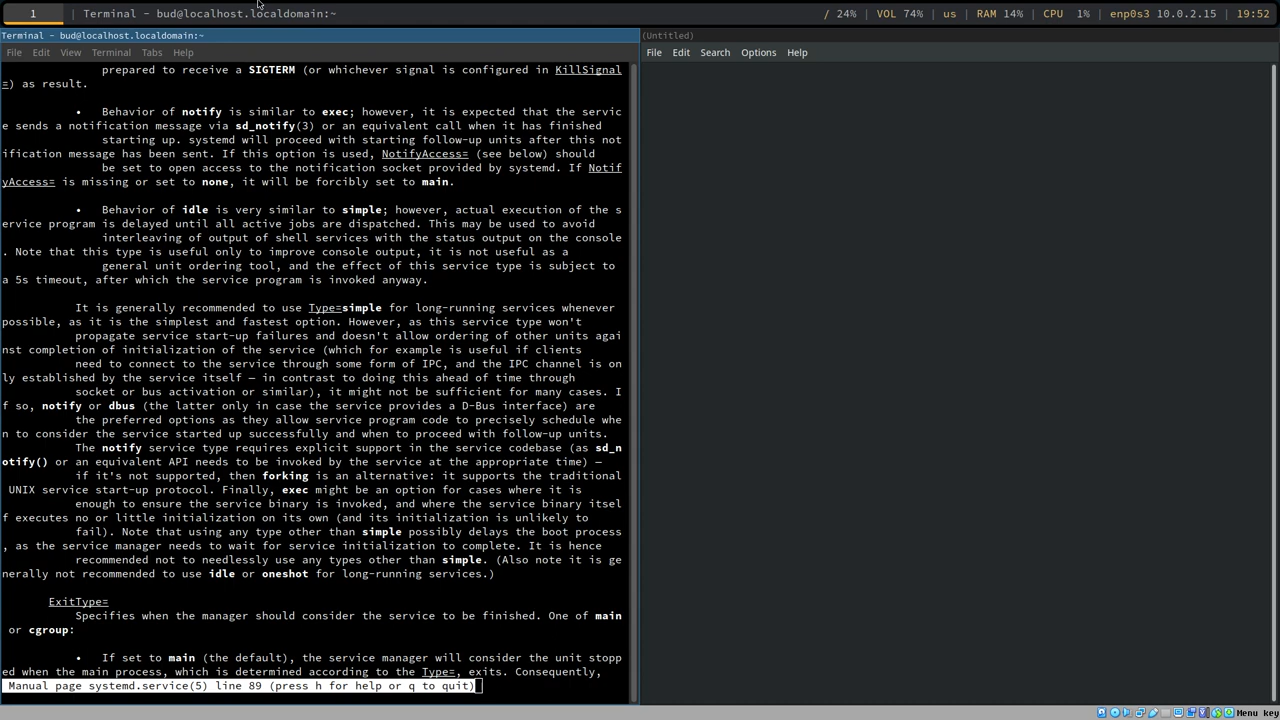 1 | Terminal - bud@localhost.localdomain:~ / 24% | VOL 74% | us | RAM 14% | CPU 1% | enp0s3 10.0.2.15 | 19:52
Terminal - bud@localhost.localdomain:~
File Edit View Terminal Tabs Help
prepared to receive a SIGTERM (or whichever signal is configured in KillSignal
=) as result.
• Behavior of notify is similar to exec; however, it is expected that the servic
e sends a notification message via sd_notify(3) or an equivalent call when it has finished
starting up. systemd will proceed with starting follow-up units after this not
ification message has been sent. If this option is used, NotifyAccess= (see below) should
be set to open access to the notification socket provided by systemd. If Notif
yAccess= is missing or set to none, it will be forcibly set to main.
• Behavior of idle is very similar to simple; however, actual execution of the s
ervice program is delayed until all active jobs are dispatched. This may be used to avoid
interleaving of output of shell services with the status output on the console
. Note that this type is useful only to improve console output, it is not useful as a
general unit ordering tool, and the effect of this service type is subject to
a 5s timeout, after which the service program is invoked anyway.
It is generally recommended to use Type=simple for long-running services whenever
possible, as it is the simplest and fastest option. However, as this service type won't
propagate service start-up failures and doesn't allow ordering of other units agai
nst completion of initialization of the service (which for example is useful if clients
need to connect to the service through some form of IPC, and the IPC channel is on
ly established by the service itself — in contrast to doing this ahead of time through
socket or bus activation or similar), it might not be sufficient for many cases. I
f so, notify or dbus (the latter only in case the service provides a D-Bus interface) are
the preferred options as they allow service program code to precisely schedule whe
n to consider the service started up successfully and when to proceed with follow-up units.
The notify service type requires explicit support in the service codebase (as sd_n
otify() or an equivalent API needs to be invoked by the service at the appropriate time) —
if it's not supported, then forking is an alternative: it supports the traditional
UNIX service start-up protocol. Finally, exec might be an option for cases where it is
enough to ensure the service binary is invoked, and where the service binary itsel
f executes no or little initialization on its own (and its initialization is unlikely to
fail). Note that using any type other than simple possibly delays the boot process
, as the service manager needs to wait for service initialization to complete. It is hence
recommended not to needlessly use any types other than simple. (Also note it is ge
nerally not recommended to use idle or oneshot for long-running services.)
ExitType=
Specifies when the manager should consider the service to be finished. One of main
or cgroup:
• If set to main (the default), the service manager will consider the unit stopp
ed when the main process, which is determined according to the Type=, exits. Consequently,
Manual page systemd.service(5) line 89 (press h for help or q to quit)
(Untitled)
File Edit Search Options Help
Menu key